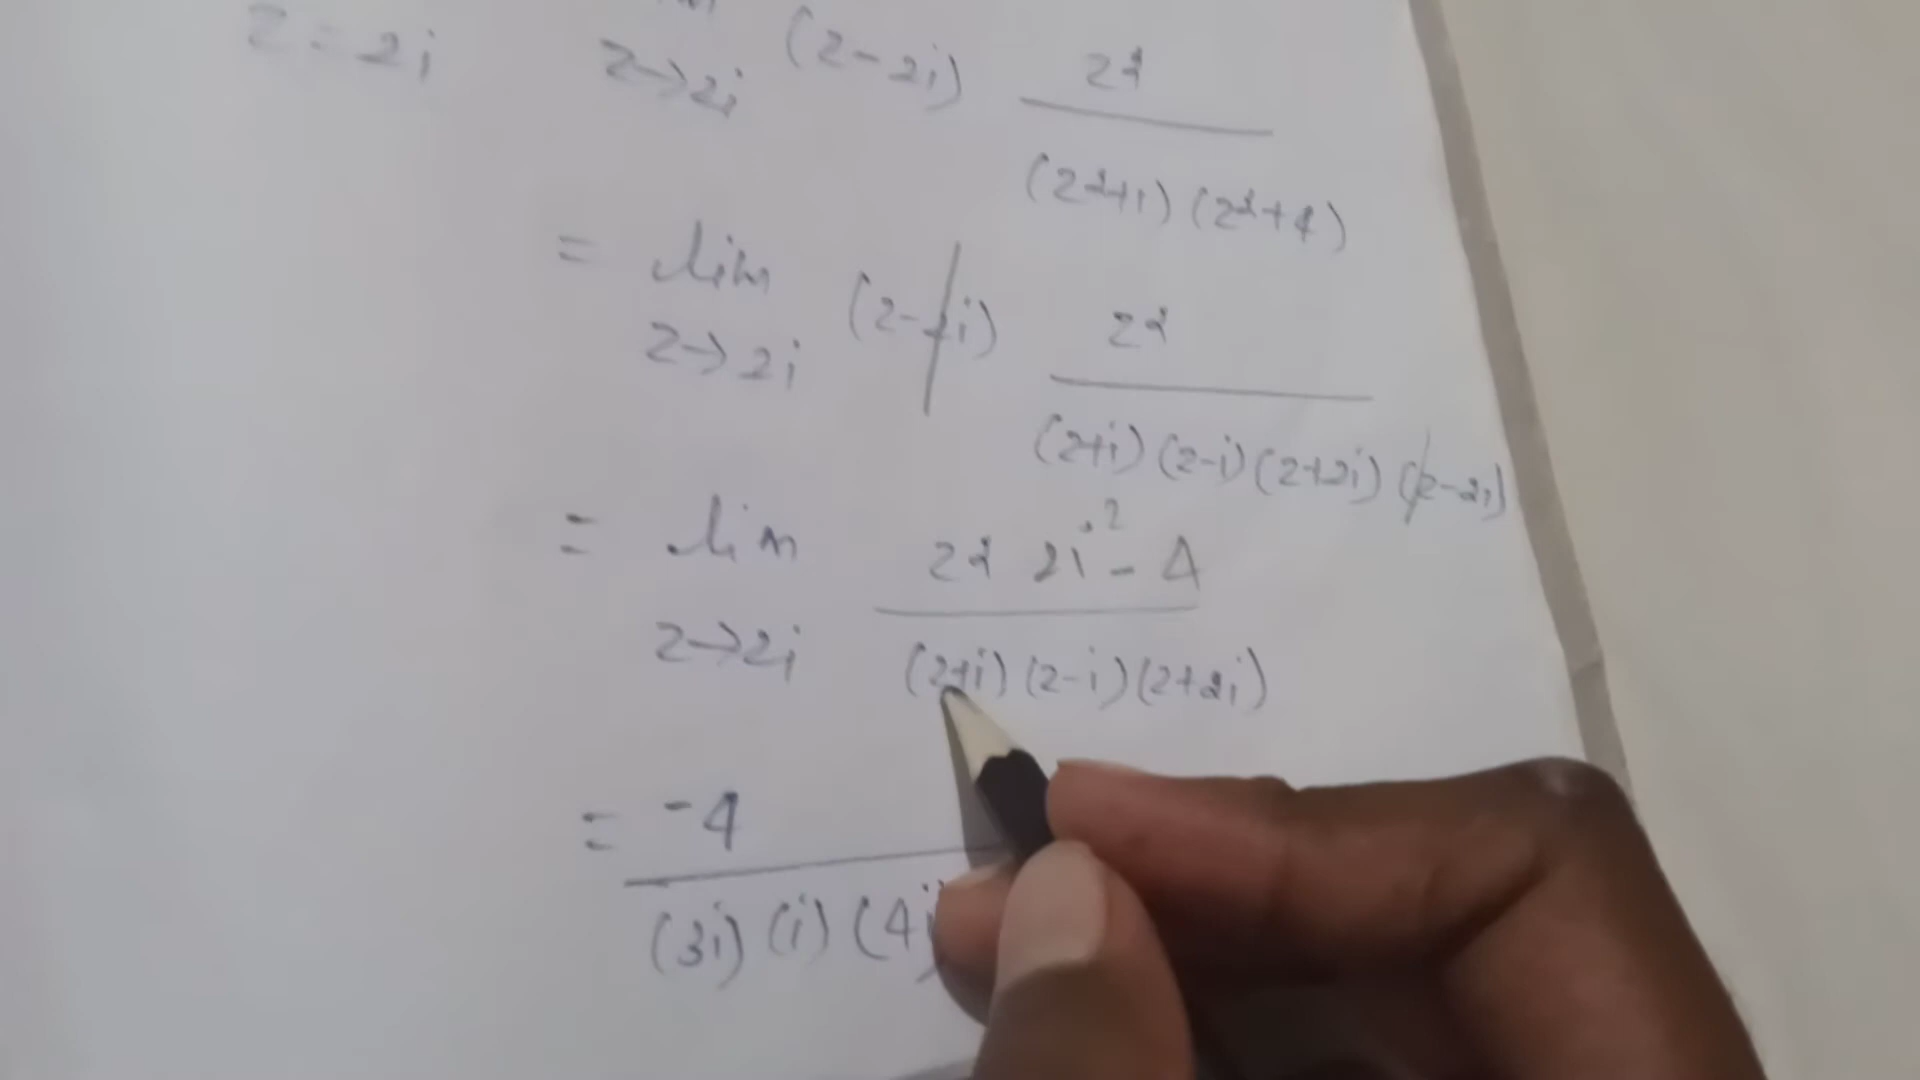 z = 2i z→2i (z-2i) z²
(z²+1) (z²+4)
= lim (z-2i) z²
z→2i
(z+i) (z-i) (z+2i) (z-2i)
= lim z² 2i² - 4
z→2i (z+i) (z-i) (z+2i)
= -4
(3i) (i) (4i)